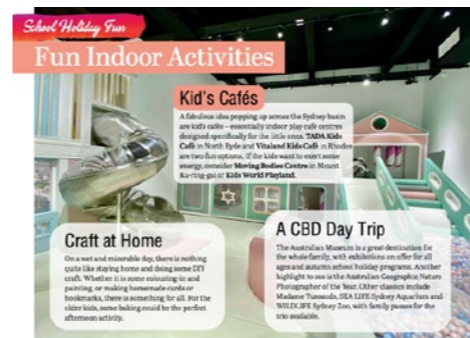 School Holiday Fun
Fun Indoor Activities
Kid's Cafés
A fabulous idea popping up across the Sydney basin
are kids cafés – essentially indoor play cafe centres
designed specifically for the little ones. TADA Kids
Café in North Ryde and Vitaland Kids Café in Rhodes
are two fun options. If the kids want to exert some
energy, consider Moving Bodies Centre in Mount
Ku-ring-gai or Kids World Playland.
Craft at Home
On a wet and miserable day, there is nothing
quite like staying home and doing some DIY
craft. Whether it is some colouring-in and
painting, or making homemade cards or
bookmarks, there is something for all. For the
older kids, some baking could be the perfect
afternoon activity.
A CBD Day Trip
The Australian Museum is a great destination for
the whole family, with exhibitions on offer for all
ages and autumn school holiday programs. Another
highlight to see is the Australian Geographic Nature
Photographer of the Year. Other classics include
Madame Tussauds, SEA LIFE Sydney Aquarium and
WILD LIFE Sydney Zoo, with family passes for the
trio available.